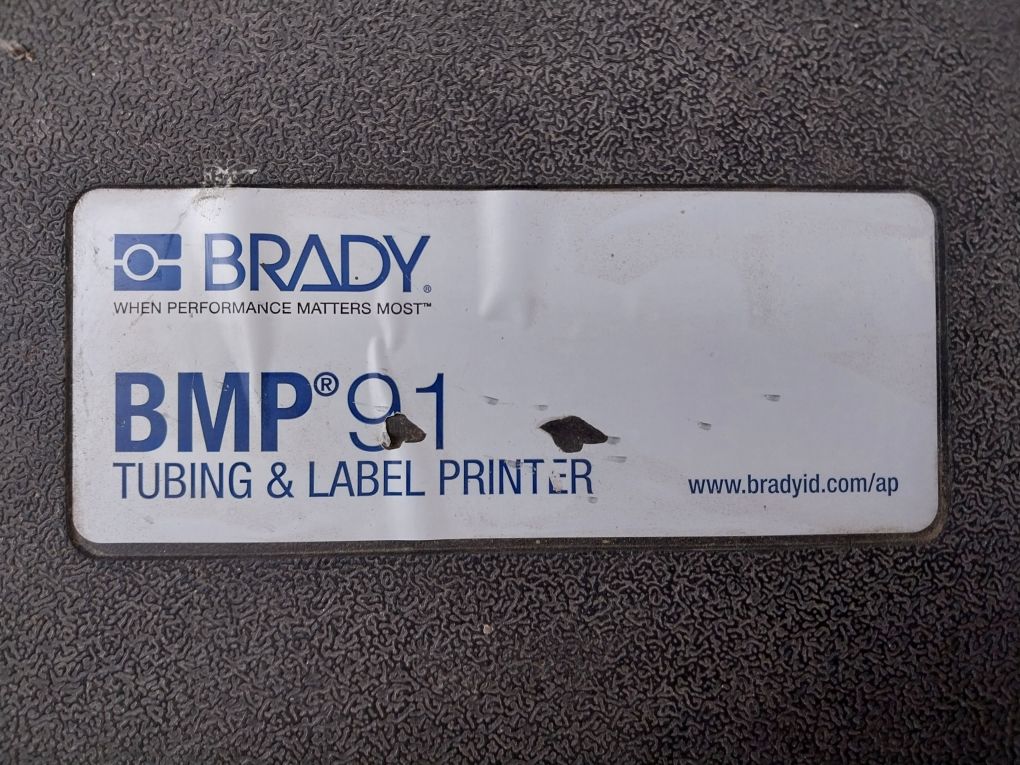 BRADY®
WHEN PERFORMANCE MATTERS MOST™
BMP® 91
TUBING & LABEL PRINTER
www.bradyid.com/ap